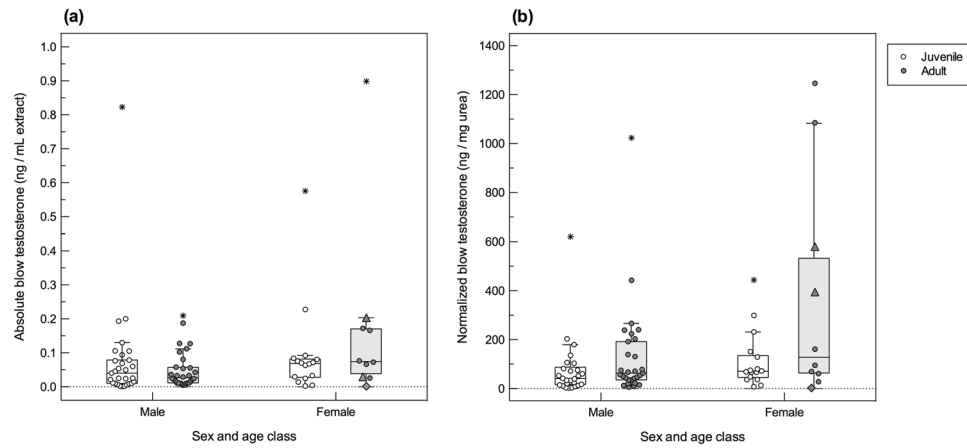 (a)
Absolute blow testosterone (ng / mL extract)
1.0
0.9
0.8
0.7
0.6
0.5
0.4
0.3
0.2
0.1
0.0
Male
Female
Sex and age class
(b)
Normalized blow testosterone (ng / mg urea)
1400
1200
1000
800
600
400
200
0
Male
Female
Sex and age class
Juvenile
Adult